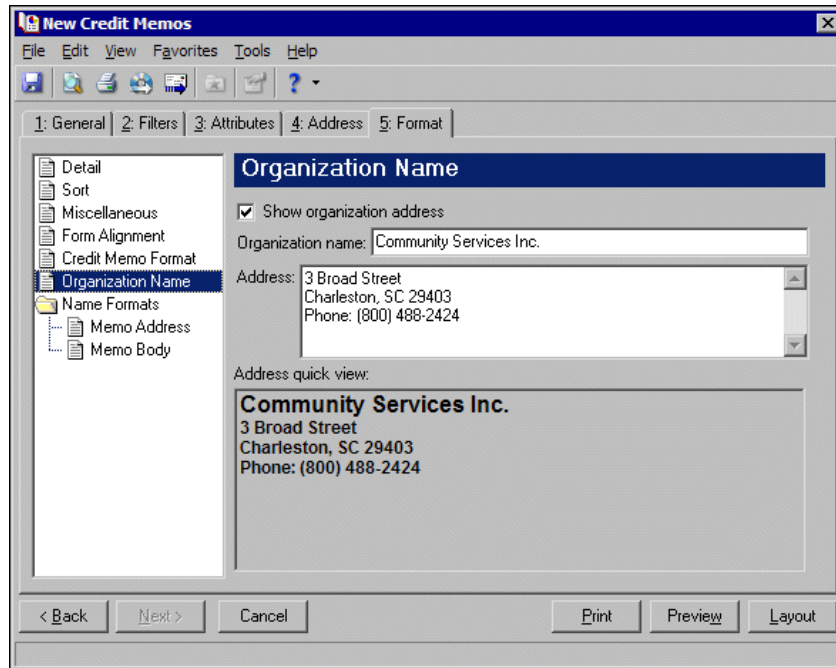 New Credit Memos
File Edit View Favorites Tools Help
?
1: General 2: Filters 3: Attributes 4: Address 5: Format
Detail
Sort
Miscellaneous
Form Alignment
Credit Memo Format
Organization Name
Name Formats
Memo Address
Memo Body
Organization Name
Show organization address
Organization name: Community Services Inc.
Address: 3 Broad Street
Charleston, SC 29403
Phone: (800) 488-2424
Address quick view:
Community Services Inc.
3 Broad Street
Charleston, SC 29403
Phone: (800) 488-2424
< Back Next > Cancel Print Preview Layout